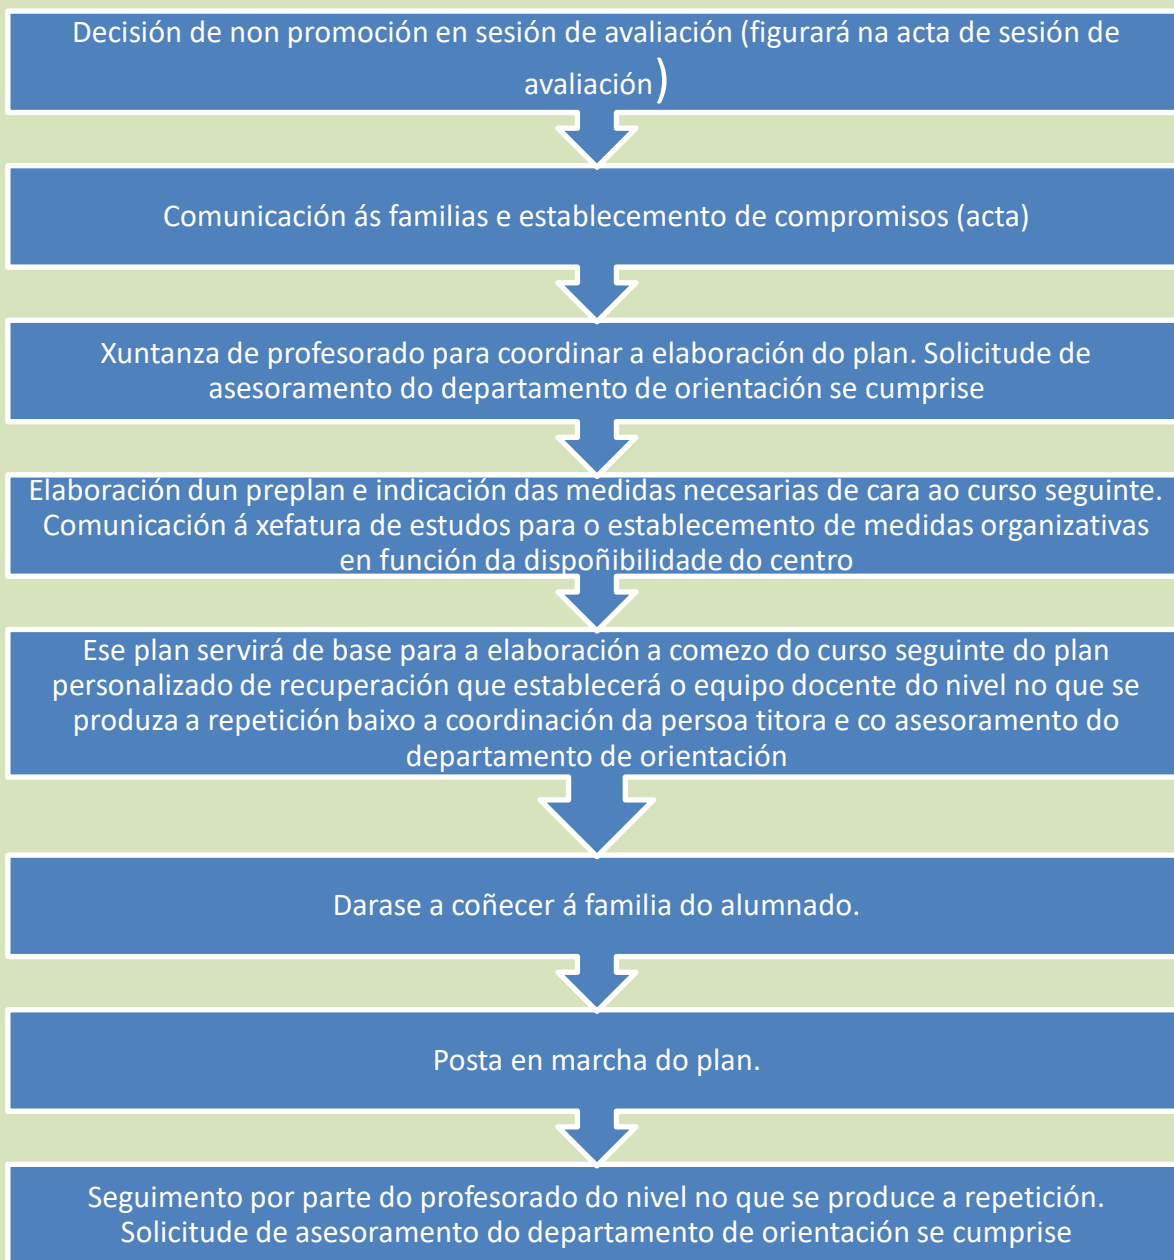 Decisión de non promoción en sesión de avaliación (figurará na acta de sesión de
avaliación)
Comunicación ás familias e establecemento de compromisos (acta)
Xuntanza de profesorado para coordinar a elaboración do plan. Solicitude de
asesoramento do departamento de orientación se cumprise
Elaboración dun preplan e indicación das medidas necesarias de cara ao curso seguinte.
Comunicación á xefatura de estudos para o establecemento de medidas organizativas
en función da dispoñibilidade do centro
Ese plan servirá de base para a elaboración a comezo do curso seguinte do plan
personalizado de recuperación que establecerá o equipo docente do nivel no que se
produza a repetición baixo a coordinación da persoa titora e co asesoramento do
departamento de orientación
Darase a coñecer á familia do alumnado.
Posta en marcha do plan.
Seguimento por parte do profesorado do nivel no que se produce a repetición.
Solicitude de asesoramento do departamento de orientación se cumprise